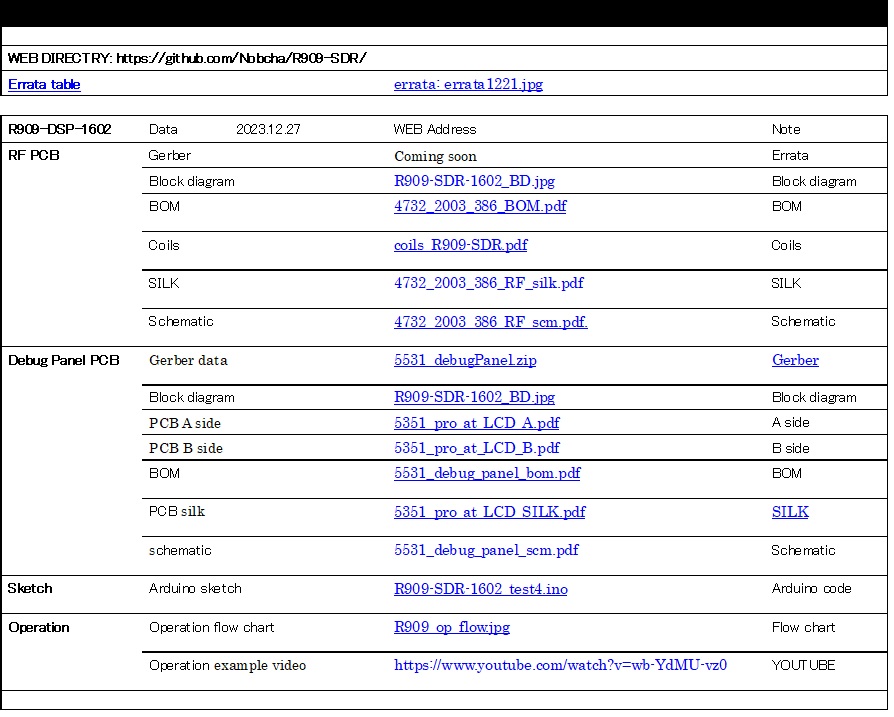 WEB DIRECTRY: https://github.com/Nobcha/R909-SDR/
Errata table errata: errata1221.jpg
R909-DSP-1602 Data 2023.12.27 WEB Address Note
RF PCB Gerber Coming soon Errata
Block diagram R909-SDR-1602_BD.jpg Block diagram
BOM 4732_2003_386_BOM.pdf BOM
Coils coils_R909-SDR.pdf Coils
SILK 4732_2003_386_RF_silk.pdf SILK
Schematic 4732_2003_386_RF_scm.pdf. Schematic
Debug Panel PCB Gerber data 5531_debugPanel.zip Gerber
Block diagram R909-SDR-1602_BD.jpg Block diagram
PCB A side 5351_pro_at_LCD_A.pdf A side
PCB B side 5351_pro_at_LCD_B.pdf B side
BOM 5531_debug_panel_bom.pdf BOM
PCB silk 5351_pro_at_LCD_SILK.pdf SILK
schematic 5531_debug_panel_scm.pdf Schematic
Sketch Arduino sketch R909-SDR-1602_test4.ino Arduino code
Operation Operation flow chart R909_op_flow.jpg Flow chart
Operation example video https://www.youtube.com/watch?v=wb-YdMU-vz0 YOUTUBE